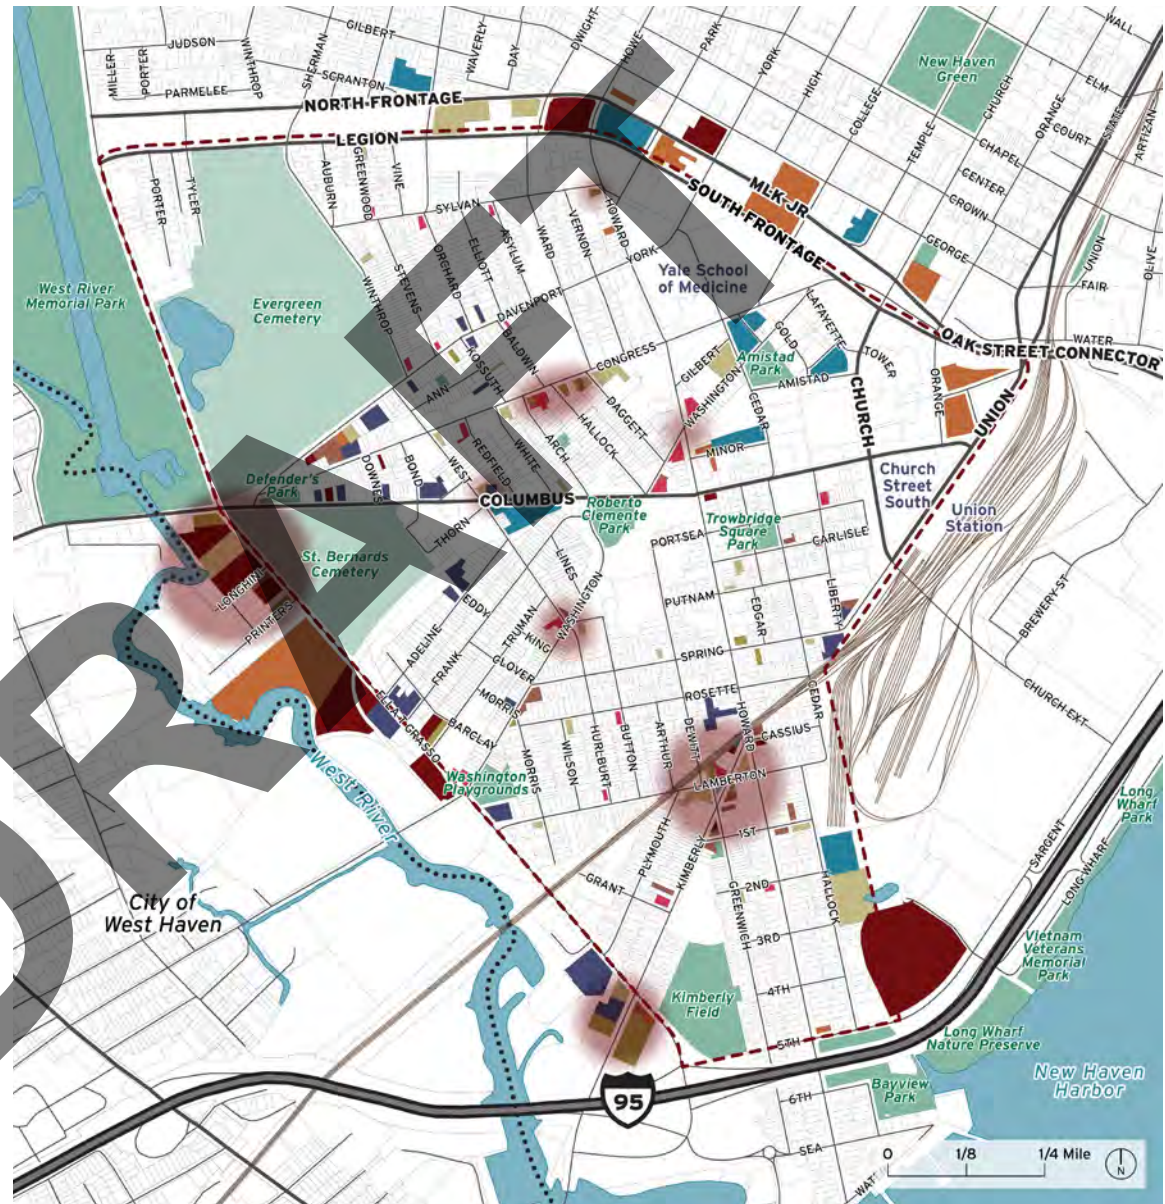 WALL
GILBERT
WAVERLY
DAY
DWIGHT
HOWE
PARK
YORK
HIGH
COLLEGE
TEMPLE
CHURCH
ORANGE
ELM
COURT
STATE
ARTIZAN
New Haven
Green
JUDSON
MILLER
PORTER
WINTHROP
SHERMAN
SCRANTON
PARMELEE
NORTH FRONTAGE
LEGION
CHAPEL
CENTER
CROWN
GEORGE
MLK JR
SOUTH FRONTAGE
UNION
OLIVE
FAIR
WATER
OAK STREET CONNECTOR
PORTER
TYLER
AUBURN
GREENWOOD
VINE
SYLVAN
ORCHARD
ELLIOTT
ASYLUM
WARD
VERNON
HOWARD
YORK
Yale School
of Medicine
West River
Memorial Park
Evergreen
Cemetery
WINTHROP
STEVENS
DAVENPORT
BALDWIN
KOSSUTH
ANN
CONGRESS
GILBERT
WASHINGTON
Amistad
Park
GOLD
LAFAYETTE
TOWER
AMISTAD
CEDAR
CHURCH
ORANGE
UNION
DAGGETT
HALLOCK
ARCH
WHITE
REDFIELD
WEST
BOND
DOWNES
MINOR
Defender's
Park
COLUMBUS
Roberto
Clemente
Park
Trowbridge
Square
Park
Church
Street
South
Union
Station
PORTSEA
CARLISLE
St. Bernards
Cemetery
THORN
LINES
WASHINGTON
LONGHINI
PRINTERS
EDDY
TRUMAN
KING
ADELINE
FRANK
GLOVER
MORRIS
PUTNAM
EDGAR
LIBERTY
SPRING
BREWERY ST
CHURCH EXT
ROSETTE
CEDAR
ELLA T GRASSO
BARCLAY
MORRIS
WILSON
HURLBURT
BUTTON
ARTHUR
DEWITT
HOWARD
CASSIUS
LAMBERTON
Washington
Playgrounds
West River
1ST
PLYMOUTH
KIMBERLY
GRANT
2ND
GREENWICH
HALLOCK
3RD
4TH
5TH
6TH
SEA
SARGENT
LONG WHARF
Long
Wharf
Park
City of
West Haven
Vietnam
Veterans
Memorial
Park
Kimberly
Field
Long Wharf
Nature Preserve
Bayview
Park
New Haven
Harbor
95
0 1/8 1/4 Mile
N
DRAFT